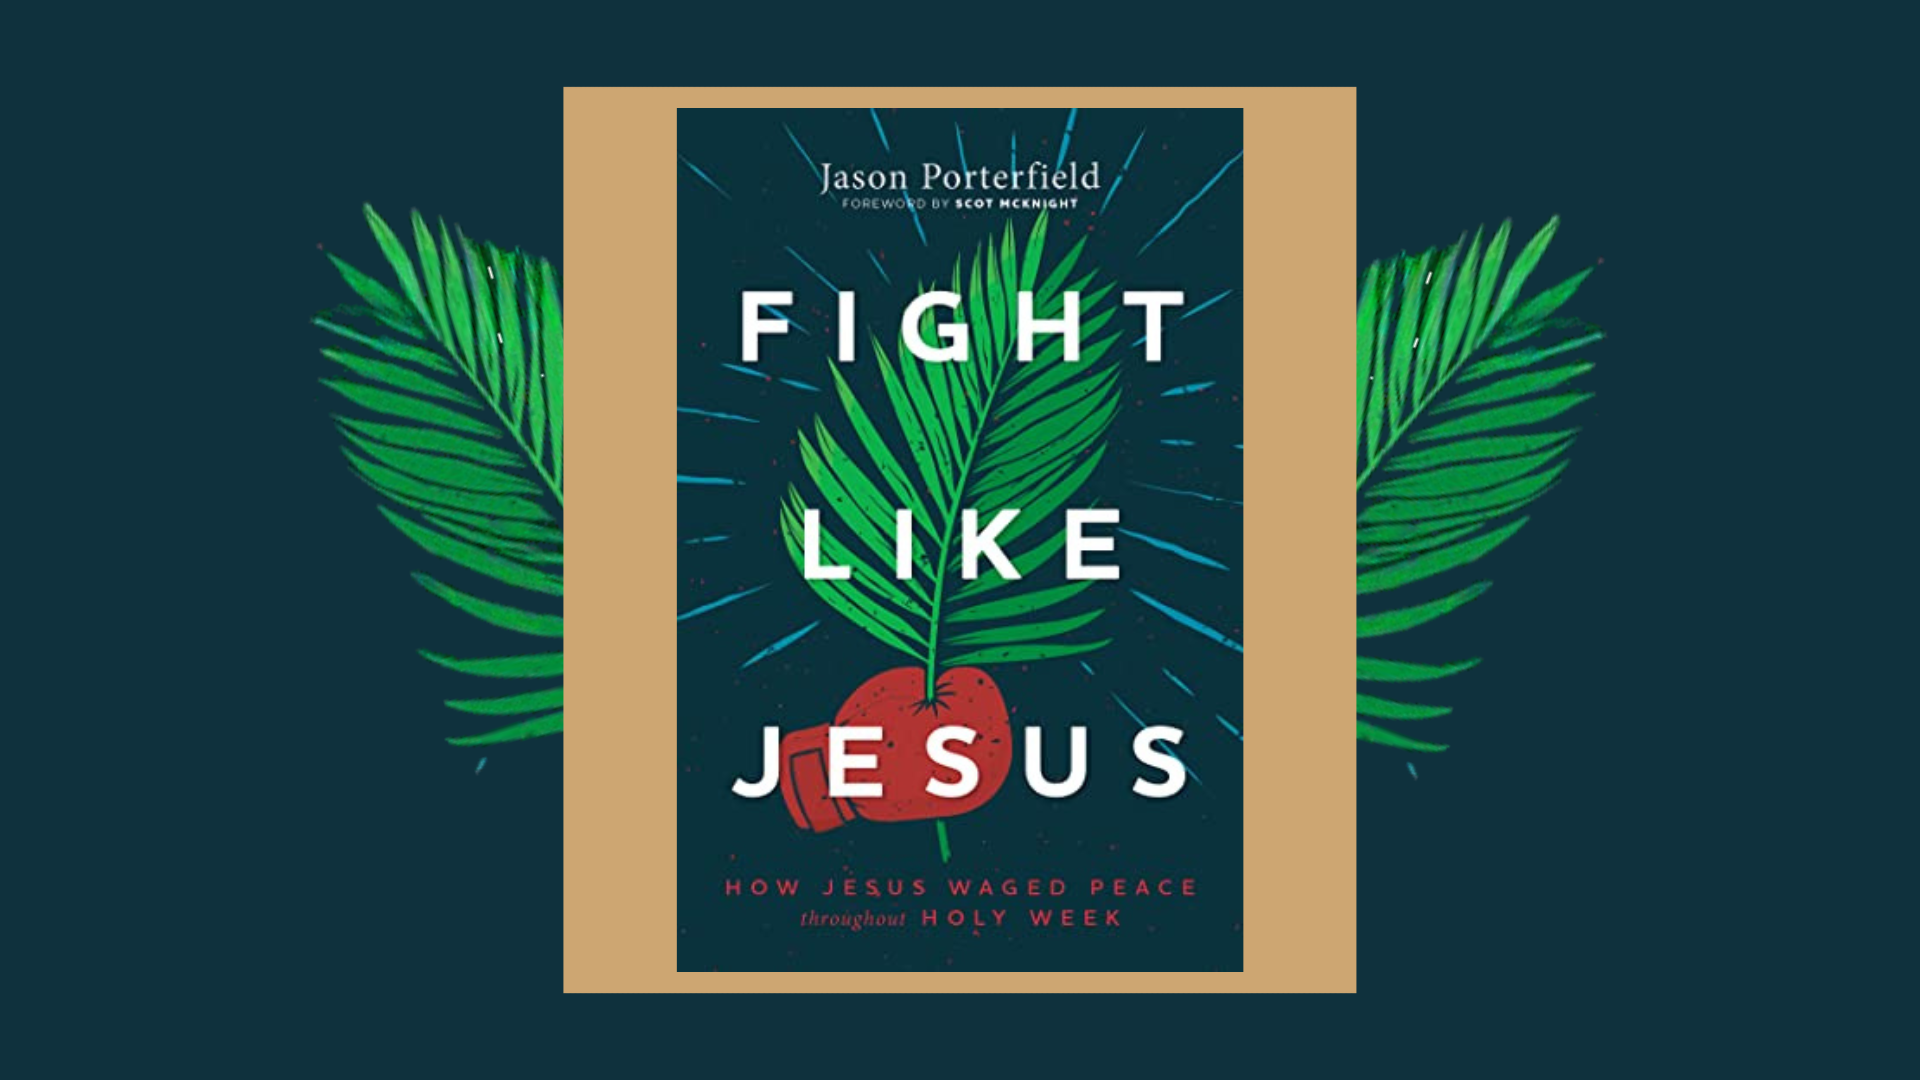 Jason Porterfield
FOREWORD BY SCOT MCKNIGHT
FIGHT
LIKE
JESUS
HOW JESUS WAGED PEACE
throughout HOLY WEEK